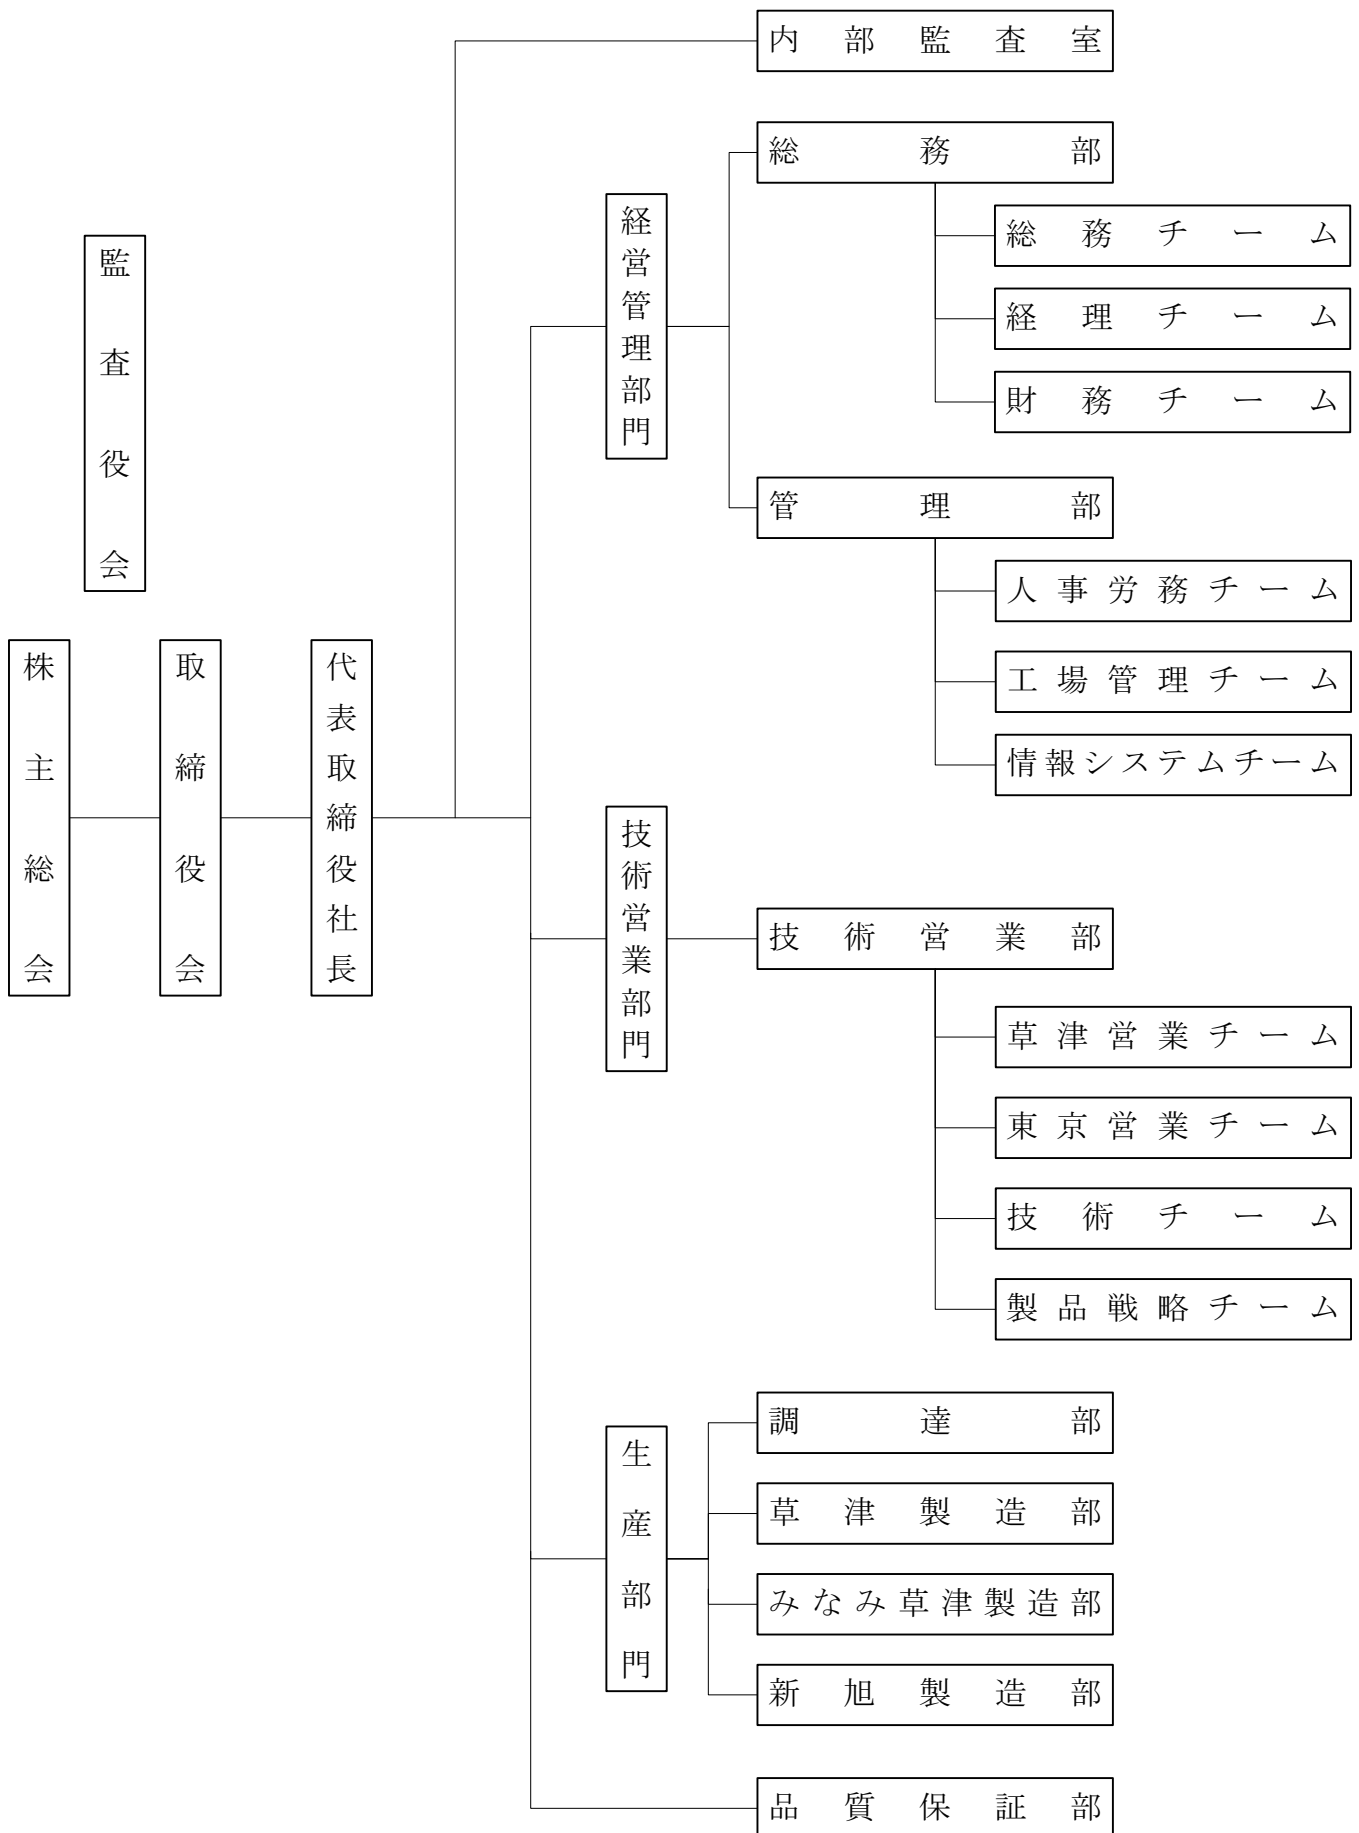 内部監査室
総務部
総務チーム
経理チーム
財務チーム
経営管理部門
監査役会
管理部
人事労務チーム
工場管理チーム
情報システムチーム
株主総会
取締役会
代表取締役社長
技術営業部門
技術営業部
草津営業チーム
東京営業チーム
技術チーム
製品戦略チーム
生産部門
調達部
草津製造部
みなみ草津製造部
新旭製造部
品質保証部